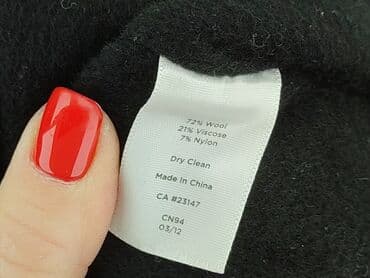 72% Wool
21% Viscose
7% Nylon
Dry Clean
Made in China
CA #23147
CN94
03/12